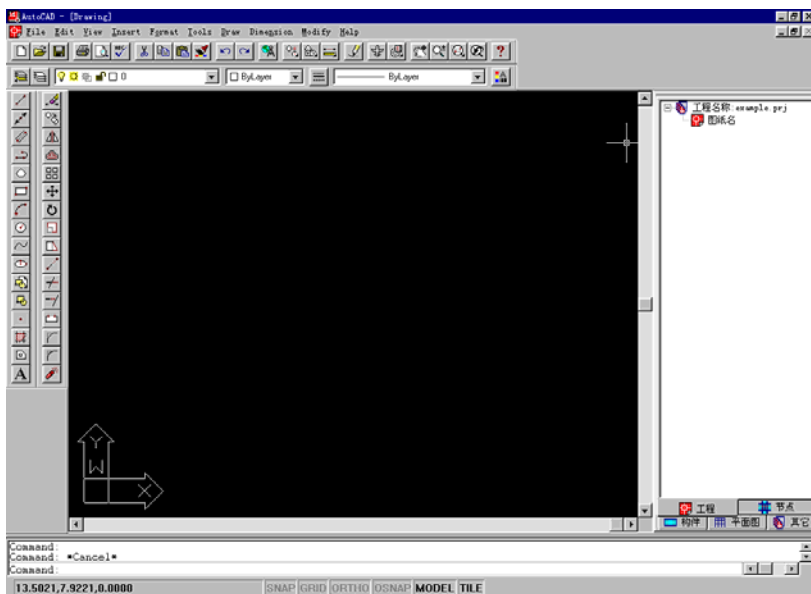 AutoCAD - [Drawing]
File Edit View Insert Format Tools Draw Dimension Modify Help
0 ByLayer ByLayer
工程名称:example.prj
图纸名
A
Y
W
X
工程 节点
构件 平面图 其它
Command:
Command: *Cancel*
Command:
13.5021,7.9221,0.0000 SNAP GRID ORTHO OSNAP MODEL TILE